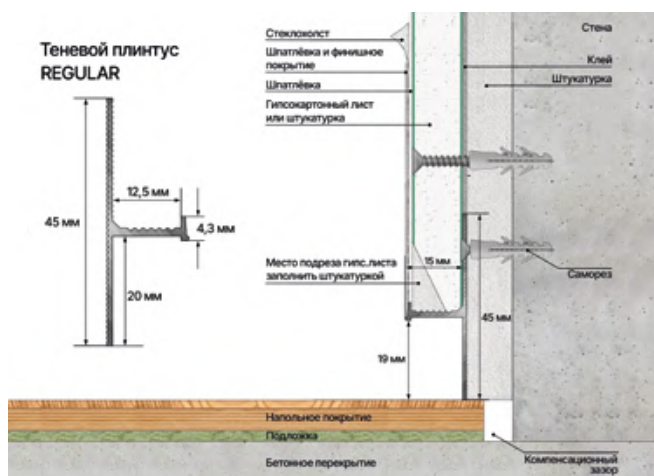 Теневой плинтус
REGULAR
45 мм
12,5 мм
4,3 мм
20 мм
Стеклохолст
Шпатлёвка и финишное
покрытие
Шпатлёвка
Гипсокартонный лист
или штукатурка
Место подреза гипс.листа
заполнить штукатуркой
15 мм
19 мм
45 мм
Стена
Клей
Штукатурка
Саморез
Напольное покрытие
Подложка
Бетонное перекрытие
Компенсационный
зазор